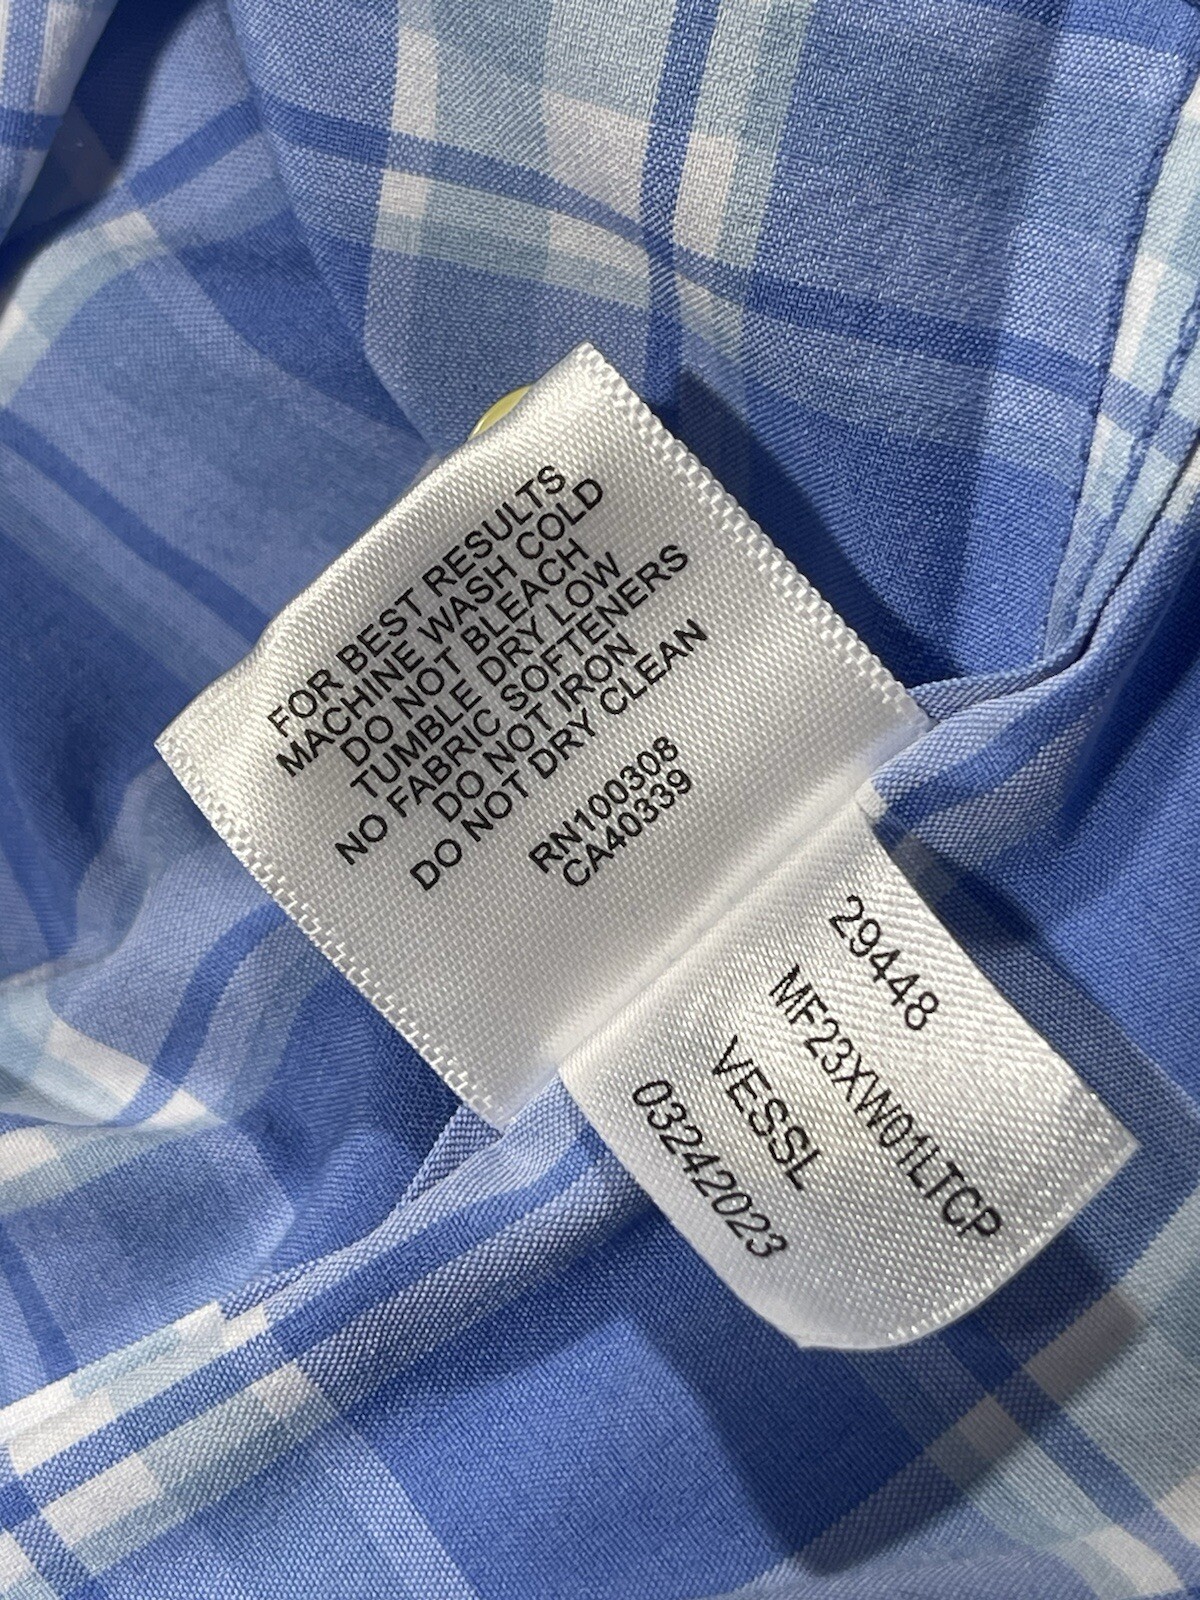 FOR BEST RESULTS
MACHINE WASH COLD
DO NOT BLEACH
TUMBLE DRY LOW
NO FABRIC SOFTENERS
DO NOT IRON
DO NOT DRY CLEAN
RN100308
CA40339
29448
MF23XW01LTCP
VESSL
03242023